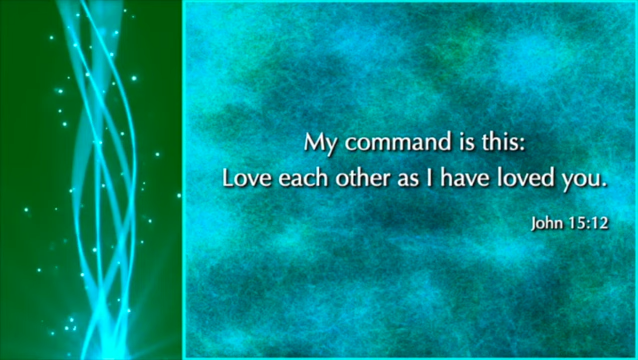 My command is this:
Love each other as I have loved you.
John 15:12